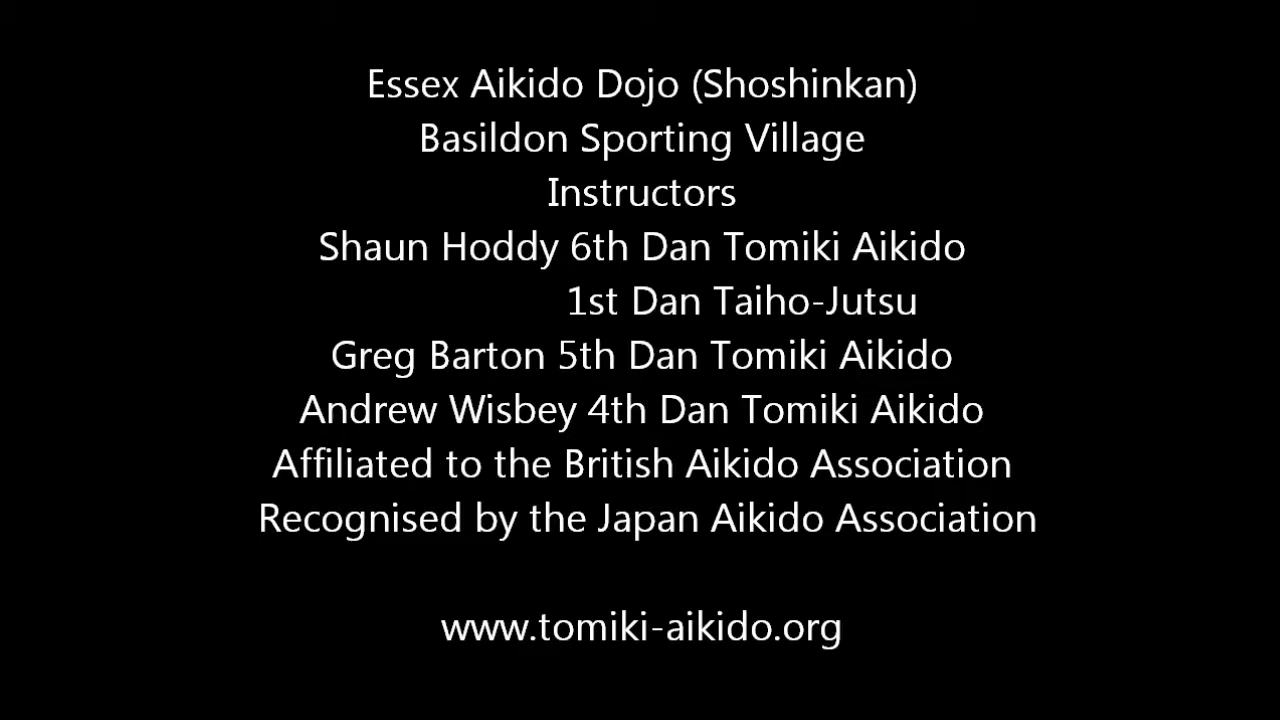 Essex Aikido Dojo (Shoshinkan)
Basildon Sporting Village
Instructors
Shaun Hoddy 6th Dan Tomiki Aikido
1st Dan Taiho-Jutsu
Greg Barton 5th Dan Tomiki Aikido
Andrew Wisbey 4th Dan Tomiki Aikido
Affiliated to the British Aikido Association
Recognised by the Japan Aikido Association
www.tomiki-aikido.org